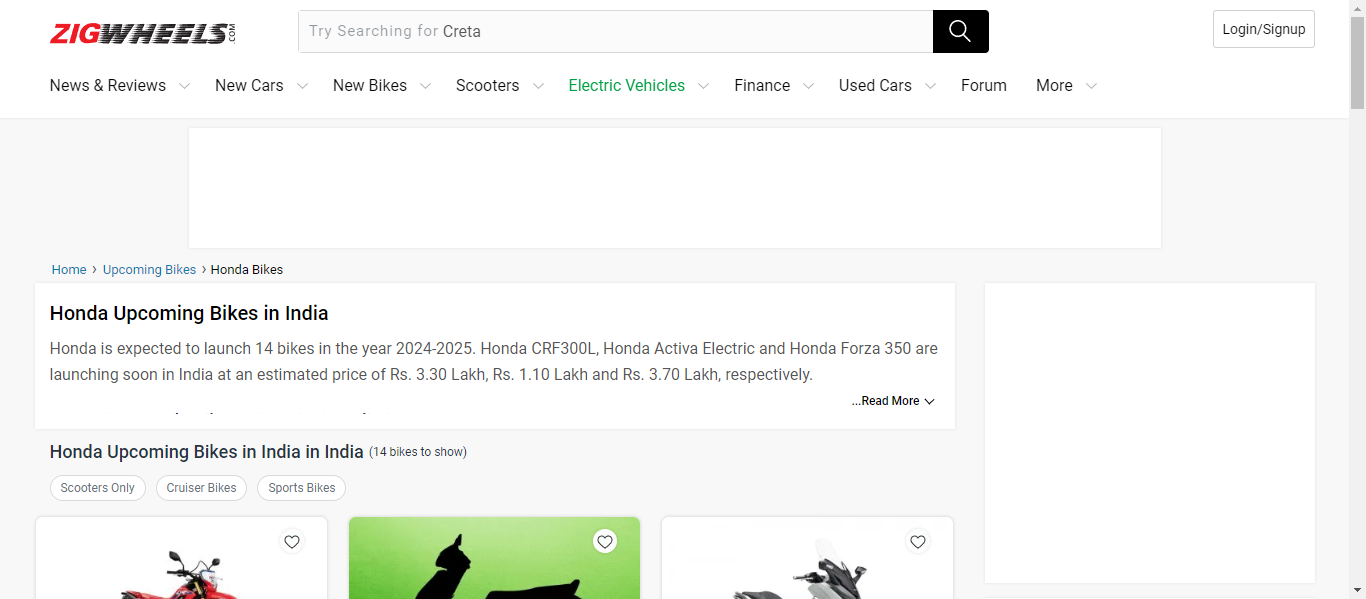 ZIGWHEELS.COM
Try Searching for Creta
Login/Signup
News & Reviews
New Cars
New Bikes
Scooters
Electric Vehicles
Finance
Used Cars
Forum
More
Home › Upcoming Bikes › Honda Bikes
Honda Upcoming Bikes in India
Honda is expected to launch 14 bikes in the year 2024-2025. Honda CRF300L, Honda Activa Electric and Honda Forza 350 are
launching soon in India at an estimated price of Rs. 3.30 Lakh, Rs. 1.10 Lakh and Rs. 3.70 Lakh, respectively.
...Read More
Honda Upcoming Bikes in India in India (14 bikes to show)
Scooters Only
Cruiser Bikes
Sports Bikes